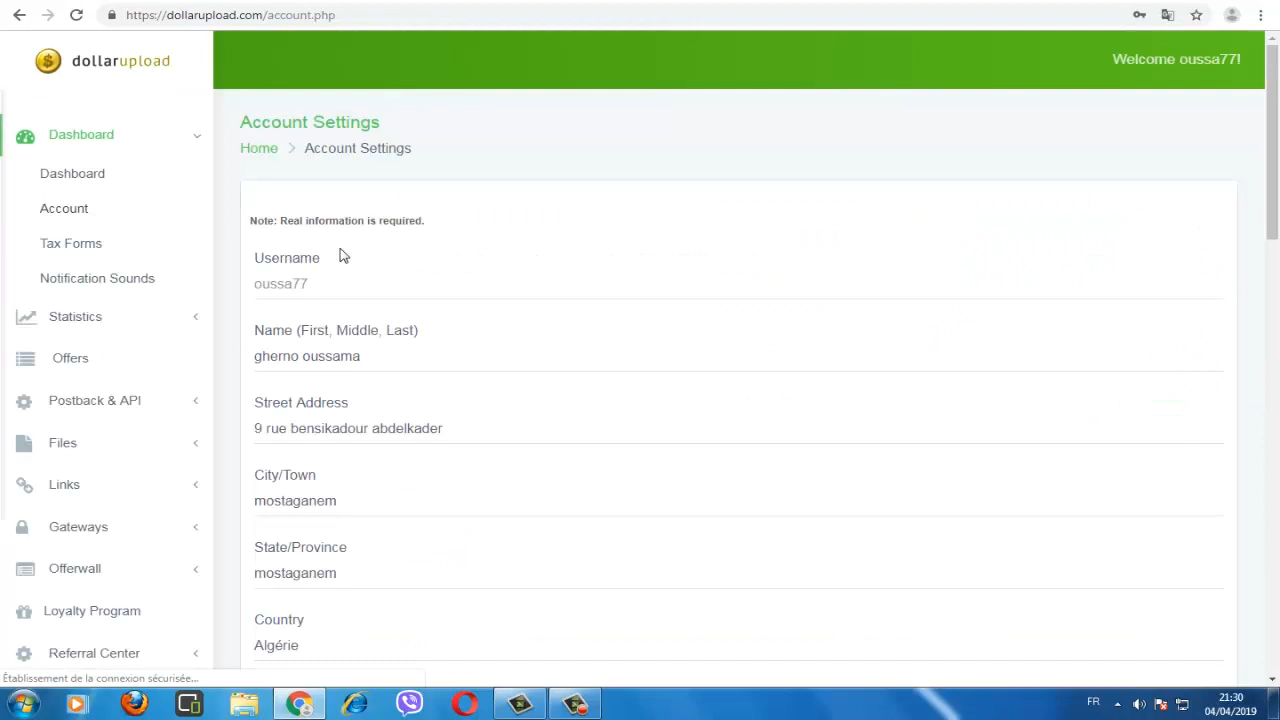 https://dollarupload.com/account.php
dollarupload
Welcome oussa77!
Dashboard
Dashboard
Account
Tax Forms
Notification Sounds
Statistics
Offers
Postback & API
Files
Links
Gateways
Offerwall
Loyalty Program
Referral Center
Account Settings
Home > Account Settings
Note: Real information is required.
Username
oussa77
Name (First, Middle, Last)
gherno oussama
Street Address
9 rue bensikadour abdelkader
City/Town
mostaganem
State/Province
mostaganem
Country
Algérie
Établissement de la connexion sécurisée...
FR
21:30
04/04/2019